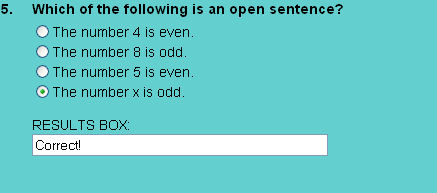 5. Which of the following is an open sentence?
The number 4 is even.
The number 8 is odd.
The number 5 is even.
The number x is odd.
RESULTS BOX:
Correct!